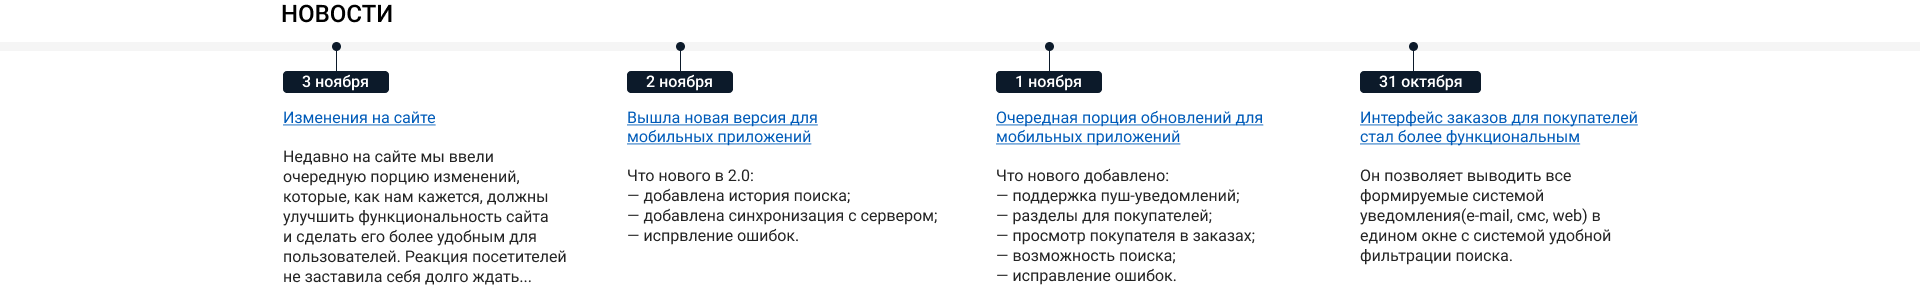 НОВОСТИ
3 ноября
Изменения на сайте
Недавно на сайте мы ввели
очередную порцию изменений,
которые, как нам кажется, должны
улучшить функциональность сайта
и сделать его более удобным для
пользователей. Реакция посетителей
не заставила себя долго ждать...
2 ноября
Вышла новая версия для
мобильных приложений
Что нового в 2.0:
— добавлена история поиска;
— добавлена синхронизация с сервером;
— испрвление ошибок.
1 ноября
Очередная порция обновлений для
мобильных приложений
Что нового добавлено:
— поддержка пуш-уведомлений;
— разделы для покупателей;
— просмотр покупателя в заказах;
— возможность поиска;
— исправление ошибок.
31 октября
Интерфейс заказов для покупателей
стал более функциональным
Он позволяет выводить все
формируемые системой
уведомления(e-mail, смс, web) в
едином окне с системой удобной
фильтрации поиска.